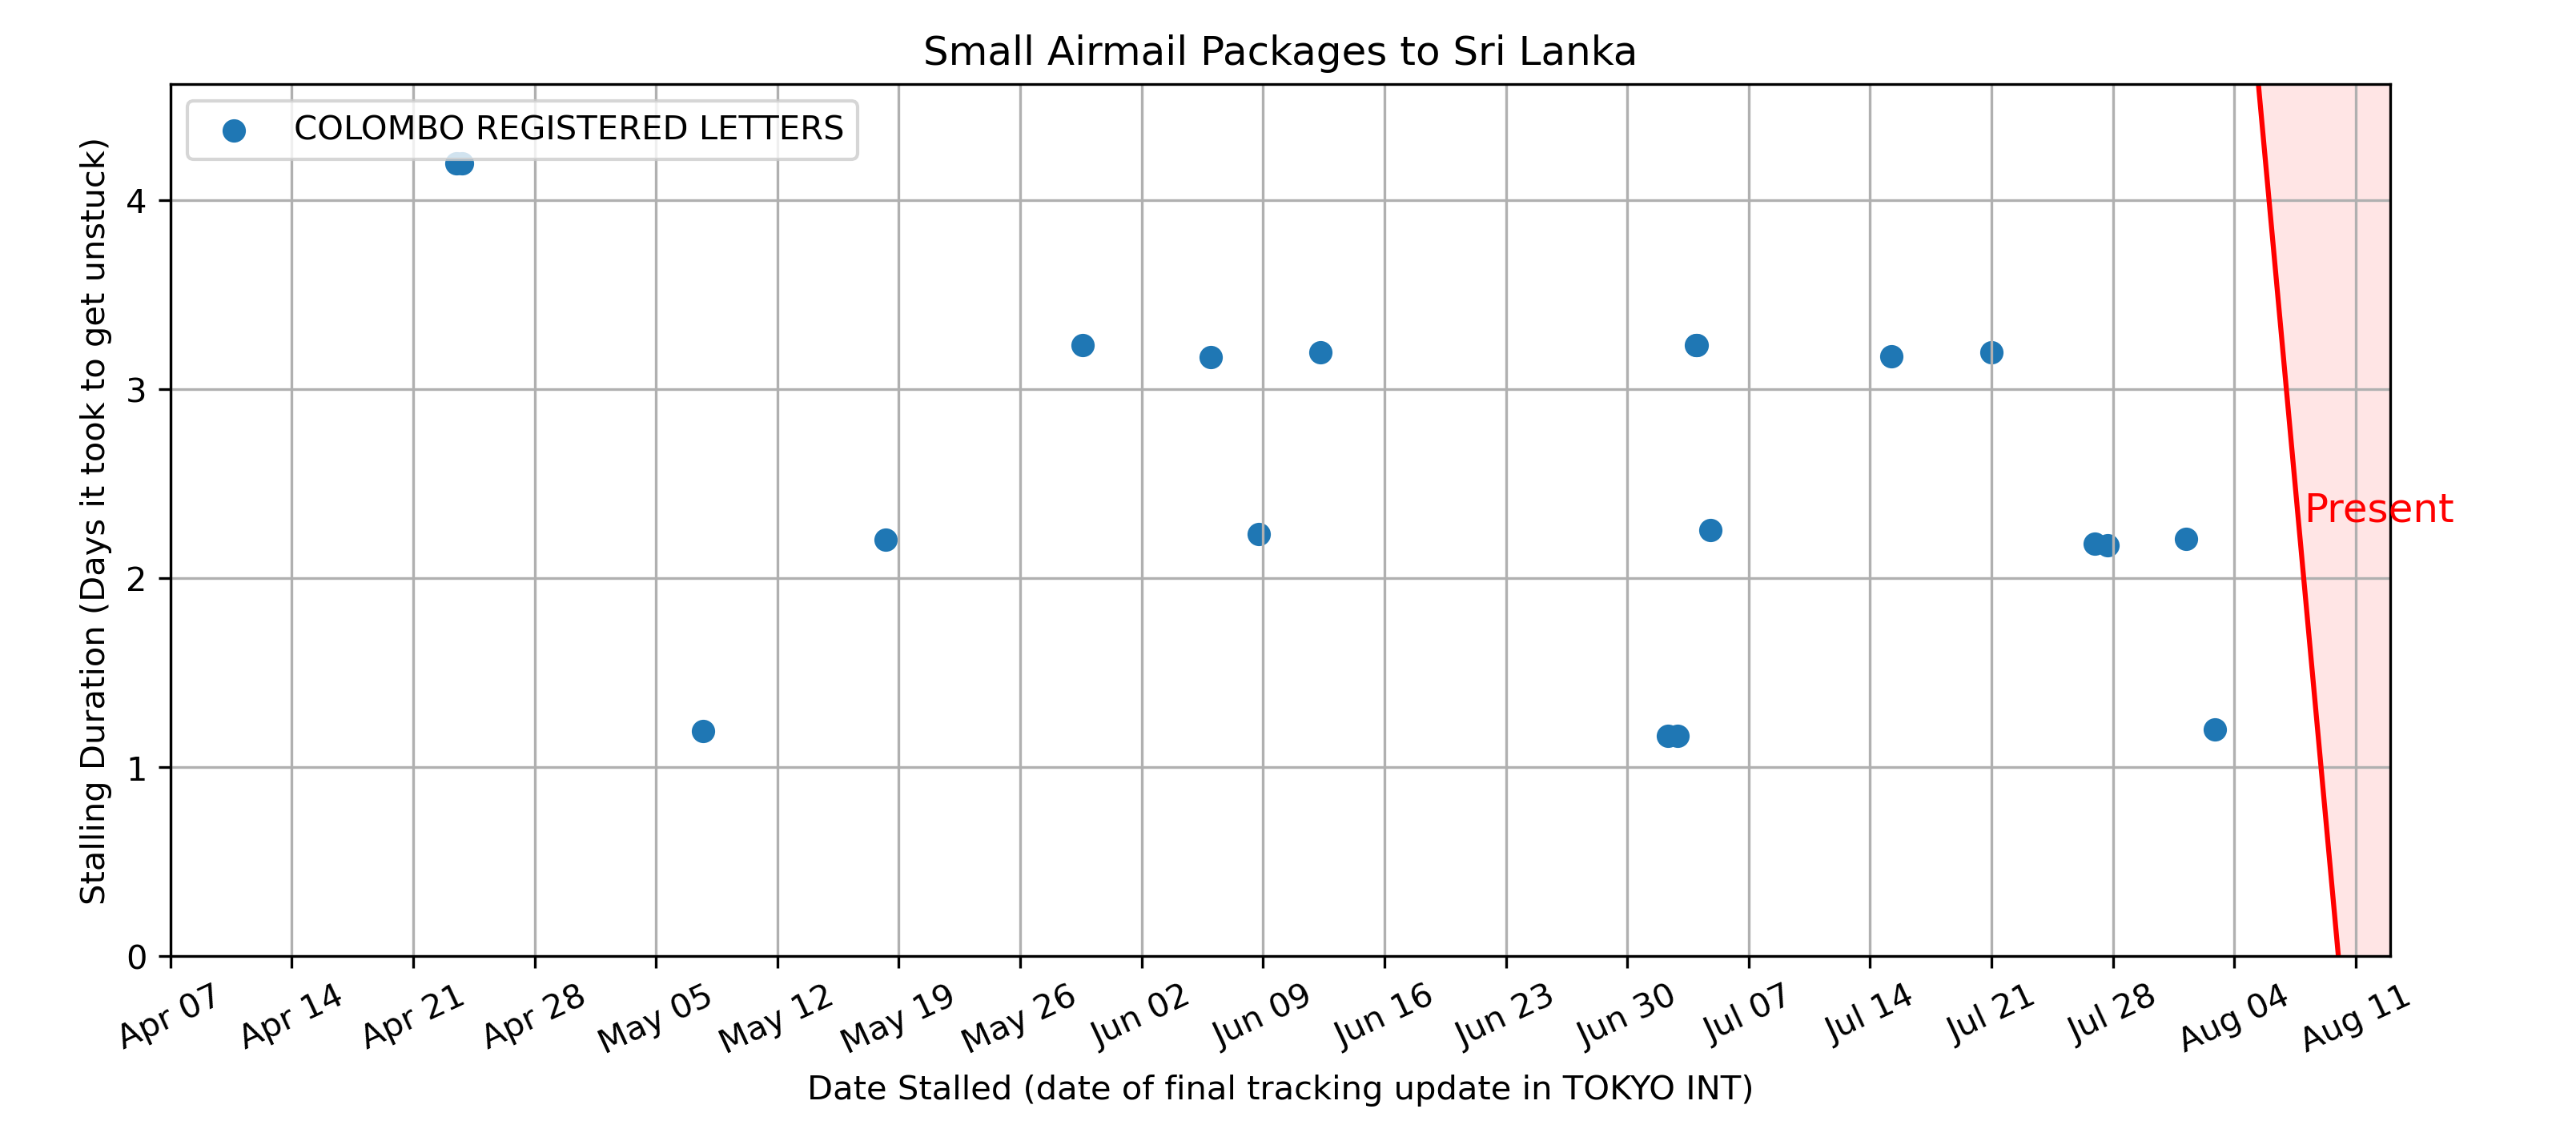 Small Airmail Packages to Sri Lanka
COLOMBO REGISTERED LETTERS
Stalling Duration (Days it took to get unstuck)
4
3
2
1
0
Present
Apr 07
Apr 14
Apr 21
Apr 28
May 05
May 12
May 19
May 26
Jun 02
Jun 09
Jun 16
Jun 23
Jun 30
Jul 07
Jul 14
Jul 21
Jul 28
Aug 04
Aug 11
Date Stalled (date of final tracking update in TOKYO INT)